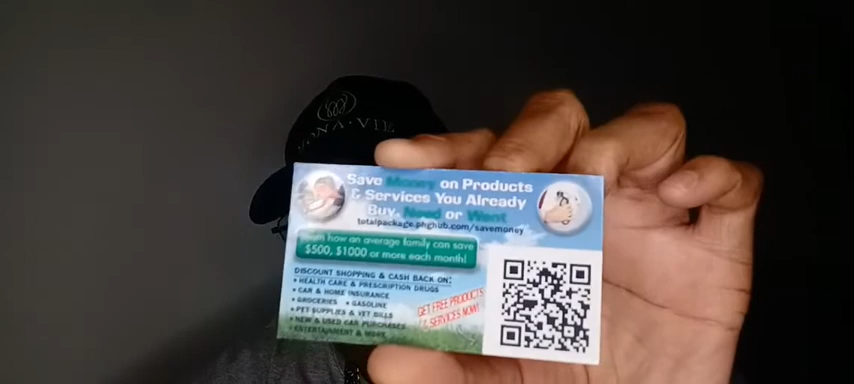 MONA·VIE
Save Money on Products
& Services You Already
Buy, Need or Want
totalpackage.phghub.com/savemoney
Learn how an average family can save
$500, $1000 or more each month!
DISCOUNT SHOPPING & CASH BACK ON:
• HEALTH CARE & PRESCRIPTION DRUGS
• CAR & HOME INSURANCE
• GROCERIES • GASOLINE
• PET SUPPLIES & VET BILLS
• NEW & USED CAR PURCHASES
• ENTERTAINMENT & MORE
GET FREE PRODUCTS
& SERVICES NOW!